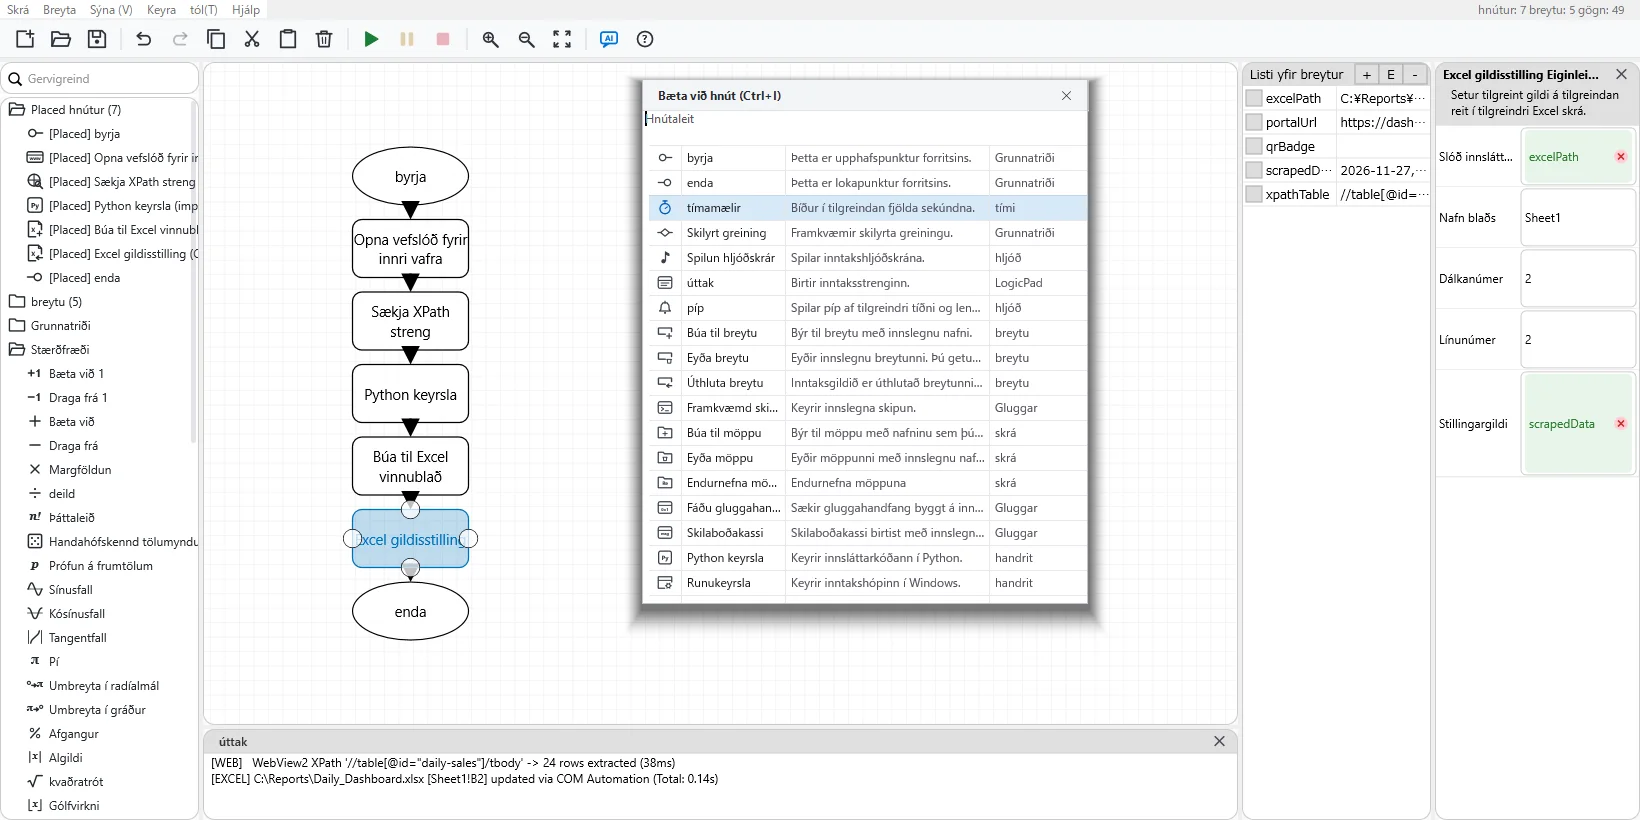 Skrá Breyta Sýna (V) Keyra tól(T) Hjálp
hnútur: 7 breytu: 5 gögn: 49
Gervigreind
Placed hnútur (7)
[Placed] byrja
[Placed] Opna vefslóð fyrir ir
[Placed] Sækja XPath streng
[Placed] Python keyrsla (imp
[Placed] Búa til Excel vinnubl
[Placed] Excel gildisstilling (C
[Placed] enda
breytu (5)
Grunnatriði
Stærðfræði
+1 Bæta við 1
−1 Draga frá 1
Bæta við
Draga frá
Margföldun
deild
n! Þáttaleið
Handahófskennd tölumyndu
P Prófun á frumtölum
Sínusfall
Kósínusfall
Tangentfall
π Pí
Umbreyta í radíalmál
Umbreyta í gráður
% Afgangur
|x| Algildi
kvaðratrót
Gólfvirkni
byrja
Opna vefslóð fyrir
innri vafra
Sækja XPath
streng
Python keyrsla
Búa til Excel
vinnublað
Excel gildisstilling
enda
Bæta við hnút (Ctrl+I)
Hnútaleit
byrja Þetta er upphafspunktur forritsins. Grunnatriði
enda Þetta er lokapunktur forritsins. Grunnatriði
tímamælir Bíður í tilgreindan fjölda sekúndna. tími
Skilyrt greining Framkvæmir skilyrta greiningu. Grunnatriði
Spilun hljóðskrár Spilar inntakshljóðskrána. hljóð
úttak Birtir inntaksstrenginn. LogicPad
píp Spilar píp af tilgreindri tíðni og len... hljóð
Búa til breytu Býr til breytu með innslegnu nafni. breytu
Eyða breytu Eyðir innslegnu breytunni. Þú getu... breytu
Úthluta breytu Inntaksgildið er úthlutað breytunni... breytu
Framkvæmd ski... Keyrir innslegna skipun. Gluggar
Búa til möppu Býr til möppu með nafninu sem þú... skrá
Eyða möppu Eyðir möppunni með innslegnu naf... skrá
Endurnefna mö... Endurnefna möppuna skrá
Fáðu gluggahan... Sækir gluggahandfang byggt á inn... Gluggar
Skilaboðakassi Skilaboðakassi birtist með innslegn... Gluggar
Python keyrsla Keyrir innsláttarkóðann í Python. handrit
Runukeyrsla Keyrir inntakshópinn í Windows. handrit
úttak
[WEB] WebView2 XPath '//table[@id="daily-sales"]/tbody' -> 24 rows extracted (38ms)
[EXCEL] C:\Reports\Daily_Dashboard.xlsx [Sheet1!B2] updated via COM Automation (Total: 0.14s)
Listi yfir breytur + E -
excelPath C:¥Reports¥···
portalUrl https://dash···
qrBadge
scrapedD··· 2026-11-27,···
xpathTable //table[@id=···
Excel gildisstilling Eiginlei...
Setur tilgreint gildi á tilgreindan
reit í tilgreindri Excel skrá.
Slóð innslátt... excelPath
Nafn blaðs Sheet1
Dálkanúmer 2
Línunúmer 2
Stillingargildi scrapedData